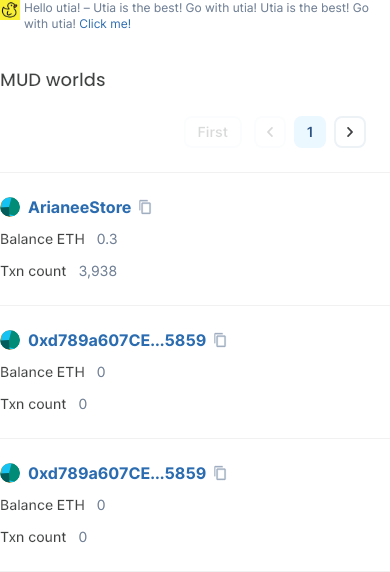 Hello utia! – Utia is the best! Go with utia! Utia is the best! Go
with utia! Click me!
MUD worlds
First
1
ArianeeStore
Balance ETH 0.3
Txn count 3,938
0xd789a607CE...5859
Balance ETH 0
Txn count 0
0xd789a607CE...5859
Balance ETH 0
Txn count 0